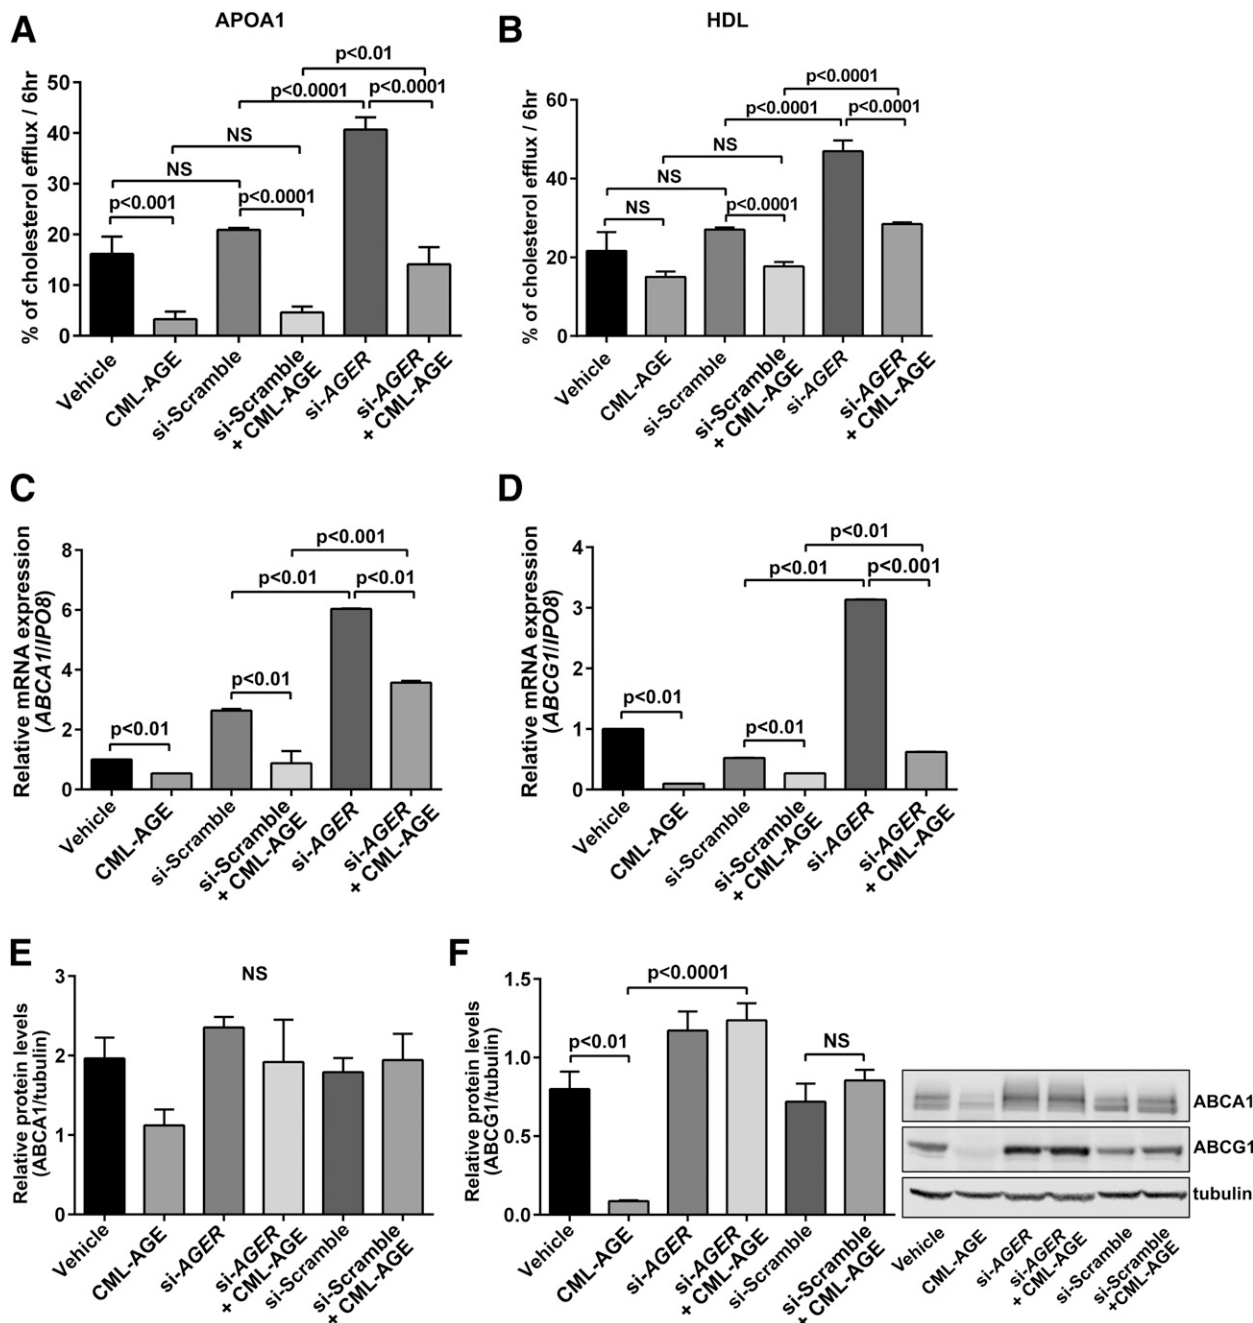 A
APOA1
% of cholesterol efflux / 6hr
50
40
30
20
10
0
p<0.01
p<0.0001
p<0.0001
NS
NS
p<0.001
p<0.0001
Vehicle
CML-AGE
si-Scramble
si-Scramble
+ CML-AGE
si-AGER
si-AGER
+ CML-AGE
B
HDL
% of cholesterol efflux / 6hr
60
40
20
0
p<0.0001
p<0.0001
p<0.0001
NS
NS
NS
p<0.0001
Vehicle
CML-AGE
si-Scramble
si-Scramble
+ CML-AGE
si-AGER
si-AGER
+ CML-AGE
C
Relative mRNA expression
(ABCA1/IPO8)
8
6
4
2
0
p<0.001
p<0.01
p<0.01
p<0.01
p<0.01
Vehicle
CML-AGE
si-Scramble
si-Scramble
+ CML-AGE
si-AGER
si-AGER
+ CML-AGE
D
Relative mRNA expression
(ABCG1/IPO8)
4
3
2
1
0
p<0.01
p<0.01
p<0.001
p<0.01
p<0.01
Vehicle
CML-AGE
si-Scramble
si-Scramble
+ CML-AGE
si-AGER
si-AGER
+ CML-AGE
E
Relative protein levels
(ABCA1/tubulin)
3
2
1
0
NS
Vehicle
CML-AGE
si-AGER
si-AGER
+ CML-AGE
si-Scramble
si-Scramble
+ CML-AGE
F
Relative protein levels
(ABCG1/tubulin)
1.5
1.0
0.5
0.0
p<0.0001
p<0.01
NS
Vehicle
CML-AGE
si-AGER
si-AGER
+ CML-AGE
si-Scramble
si-Scramble
+ CML-AGE
ABCA1
ABCG1
tubulin
Vehicle
CML-AGE
si-AGER
si-AGER
+ CML-AGE
si-Scramble
si-Scramble
+CML-AGE